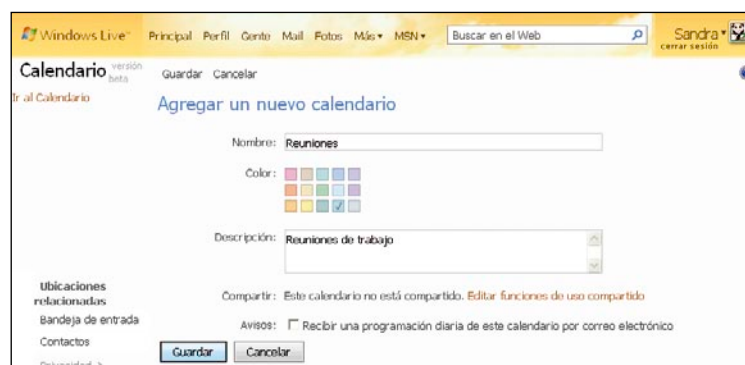 Windows Live™ Principal Perfil Gente Mail Fotos Más MSN Buscar en el Web Sandra
cerrar sesión
Calendario versión beta Guardar Cancelar
Ir al Calendario
Agregar un nuevo calendario
Nombre: Reuniones
Color:
Descripción: Reuniones de trabajo
Ubicaciones relacionadas
Compartir: Este calendario no está compartido. Editar funciones de uso compartido
Bandeja de entrada
Avisos: Recibir una programación diaria de este calendario por correo electrónico
Contactos
Guardar Cancelar